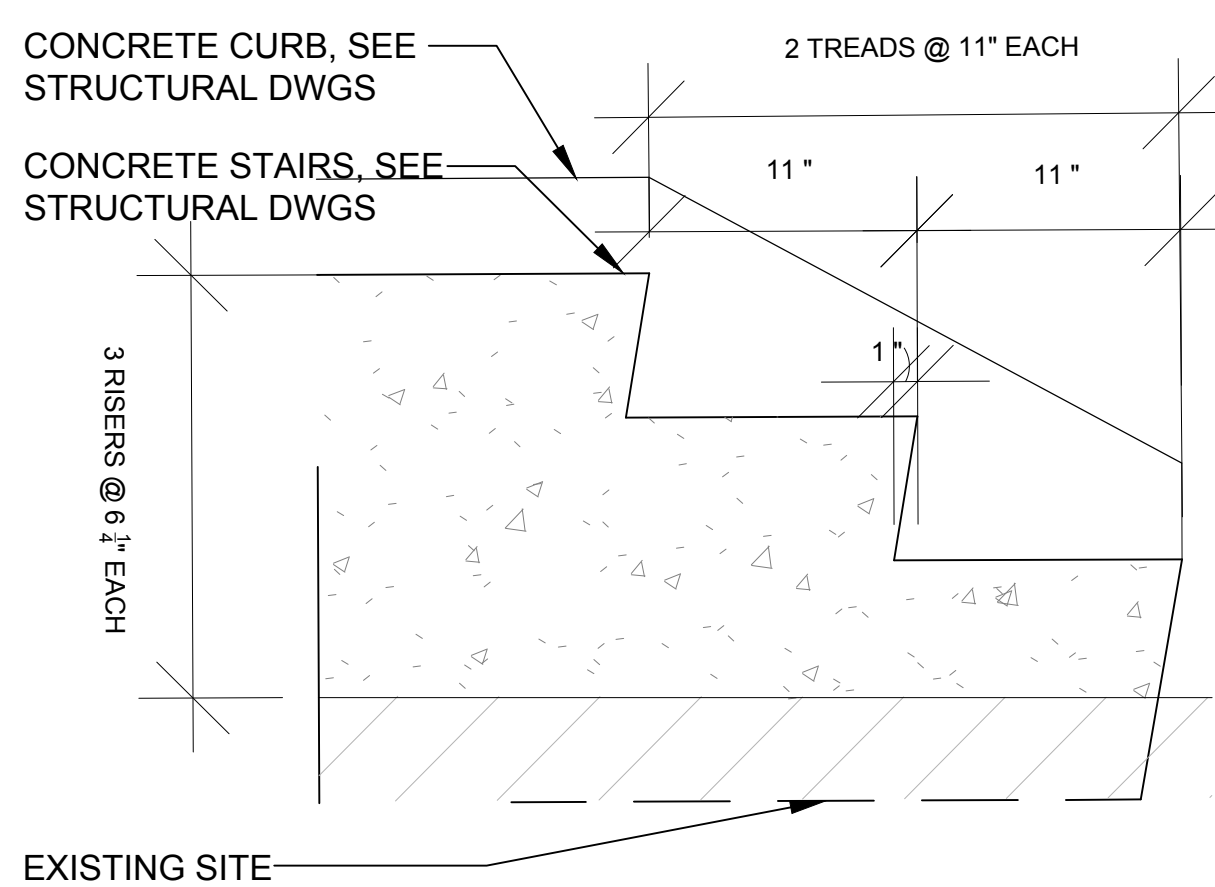 CONCRETE CURB, SEE
STRUCTURAL DWGS
2 TREADS @ 11" EACH
CONCRETE STAIRS, SEE
STRUCTURAL DWGS
11 "
11 "
1 "
3 RISERS @ 6 1/4" EACH
EXISTING SITE